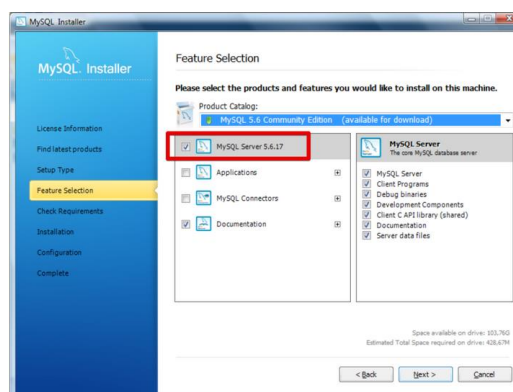 MySQL Installer
MySQL. Installer
License Information
Find latest products
Setup Type
Feature Selection
Check Requirements
Installation
Configuration
Complete
Feature Selection
Please select the products and features you would like to install on this machine.
Product Catalog:
MySQL 5.6 Community Edition (available for download)
MySQL Server 5.6.17
Applications
MySQL Connectors
Documentation
MySQL Server
The core MySQL database server
MySQL Server
Client Programs
Debug binaries
Development Components
Client C API library (shared)
Documentation
Server data files
Space available on drive: 103,76G
Estimated Total Space required on drive: 428,67M
< Back
Next >
Cancel